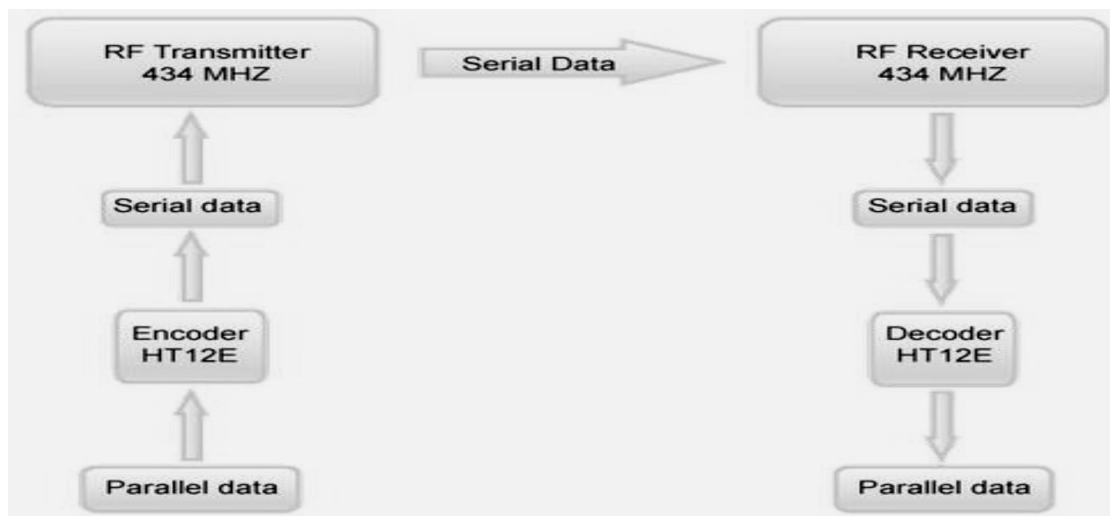 RF Transmitter
434 MHZ
Serial Data
RF Receiver
434 MHZ
Serial data
Serial data
Encoder
HT12E
Decoder
HT12E
Parallel data
Parallel data